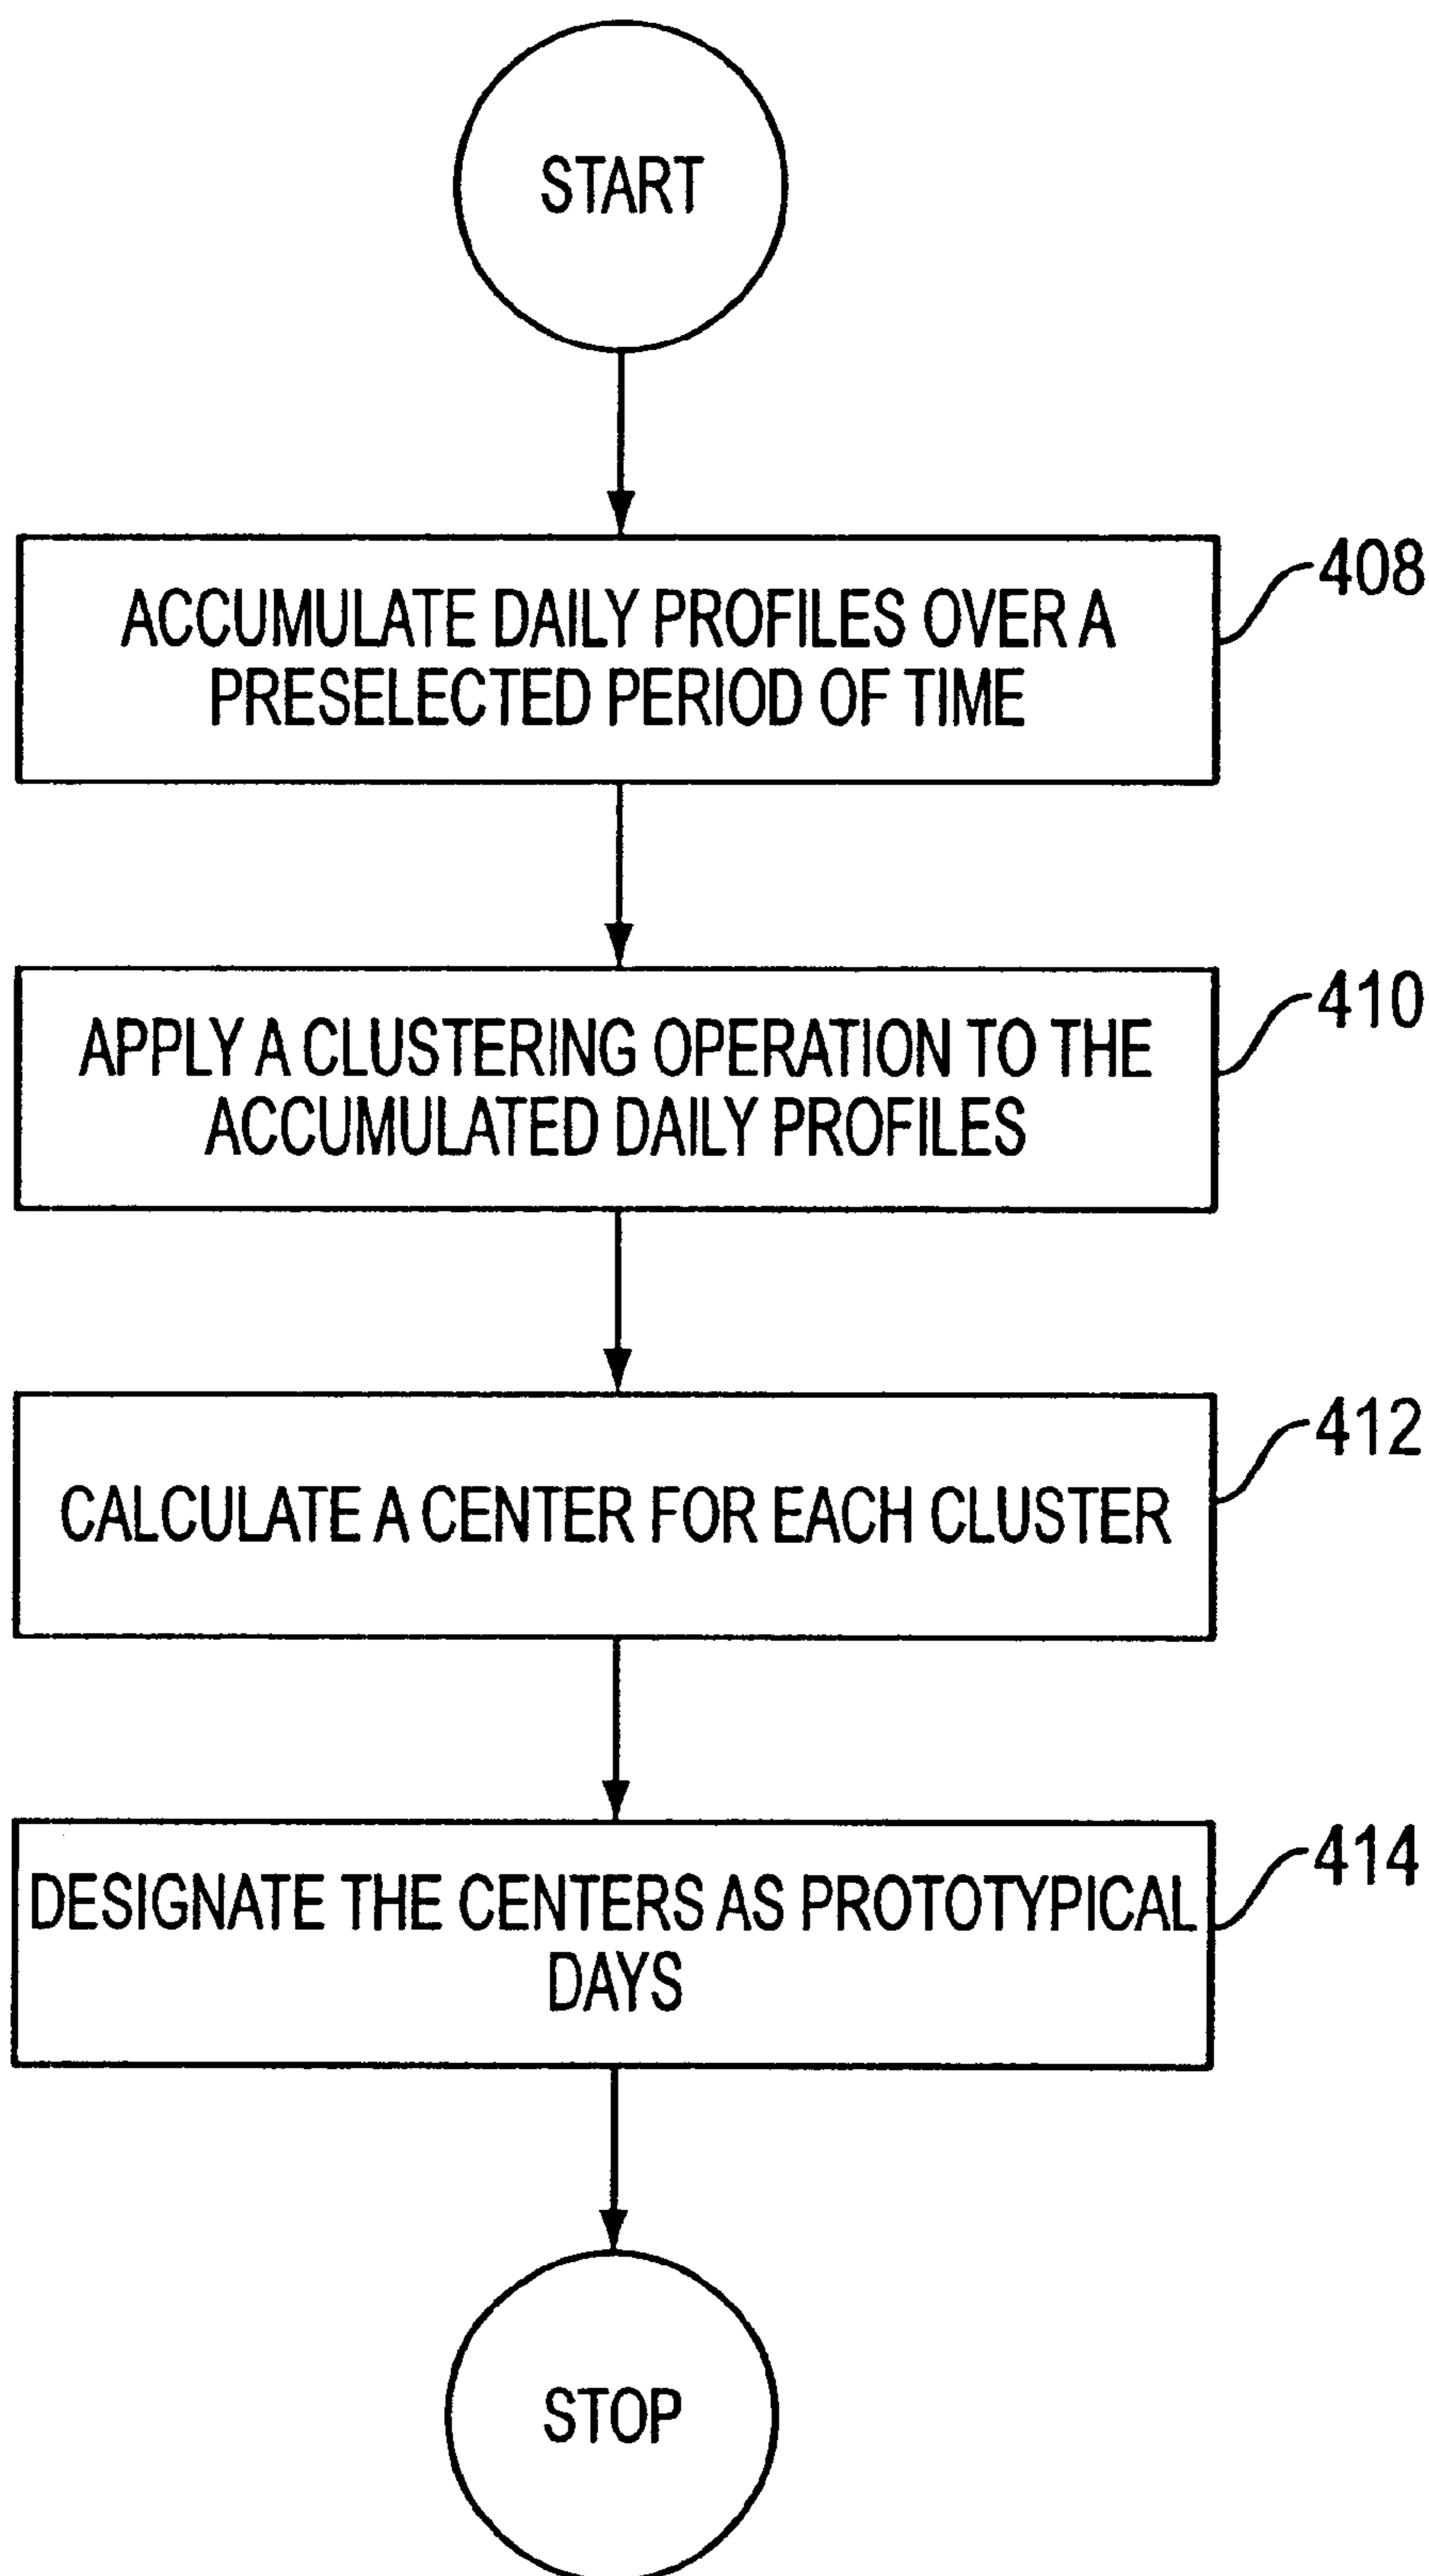 START
ACCUMULATE DAILY PROFILES OVER A
PRESELECTED PERIOD OF TIME
408
APPLY A CLUSTERING OPERATION TO THE
ACCUMULATED DAILY PROFILES
410
CALCULATE A CENTER FOR EACH CLUSTER
412
DESIGNATE THE CENTERS AS PROTOTYPICAL
DAYS
414
STOP